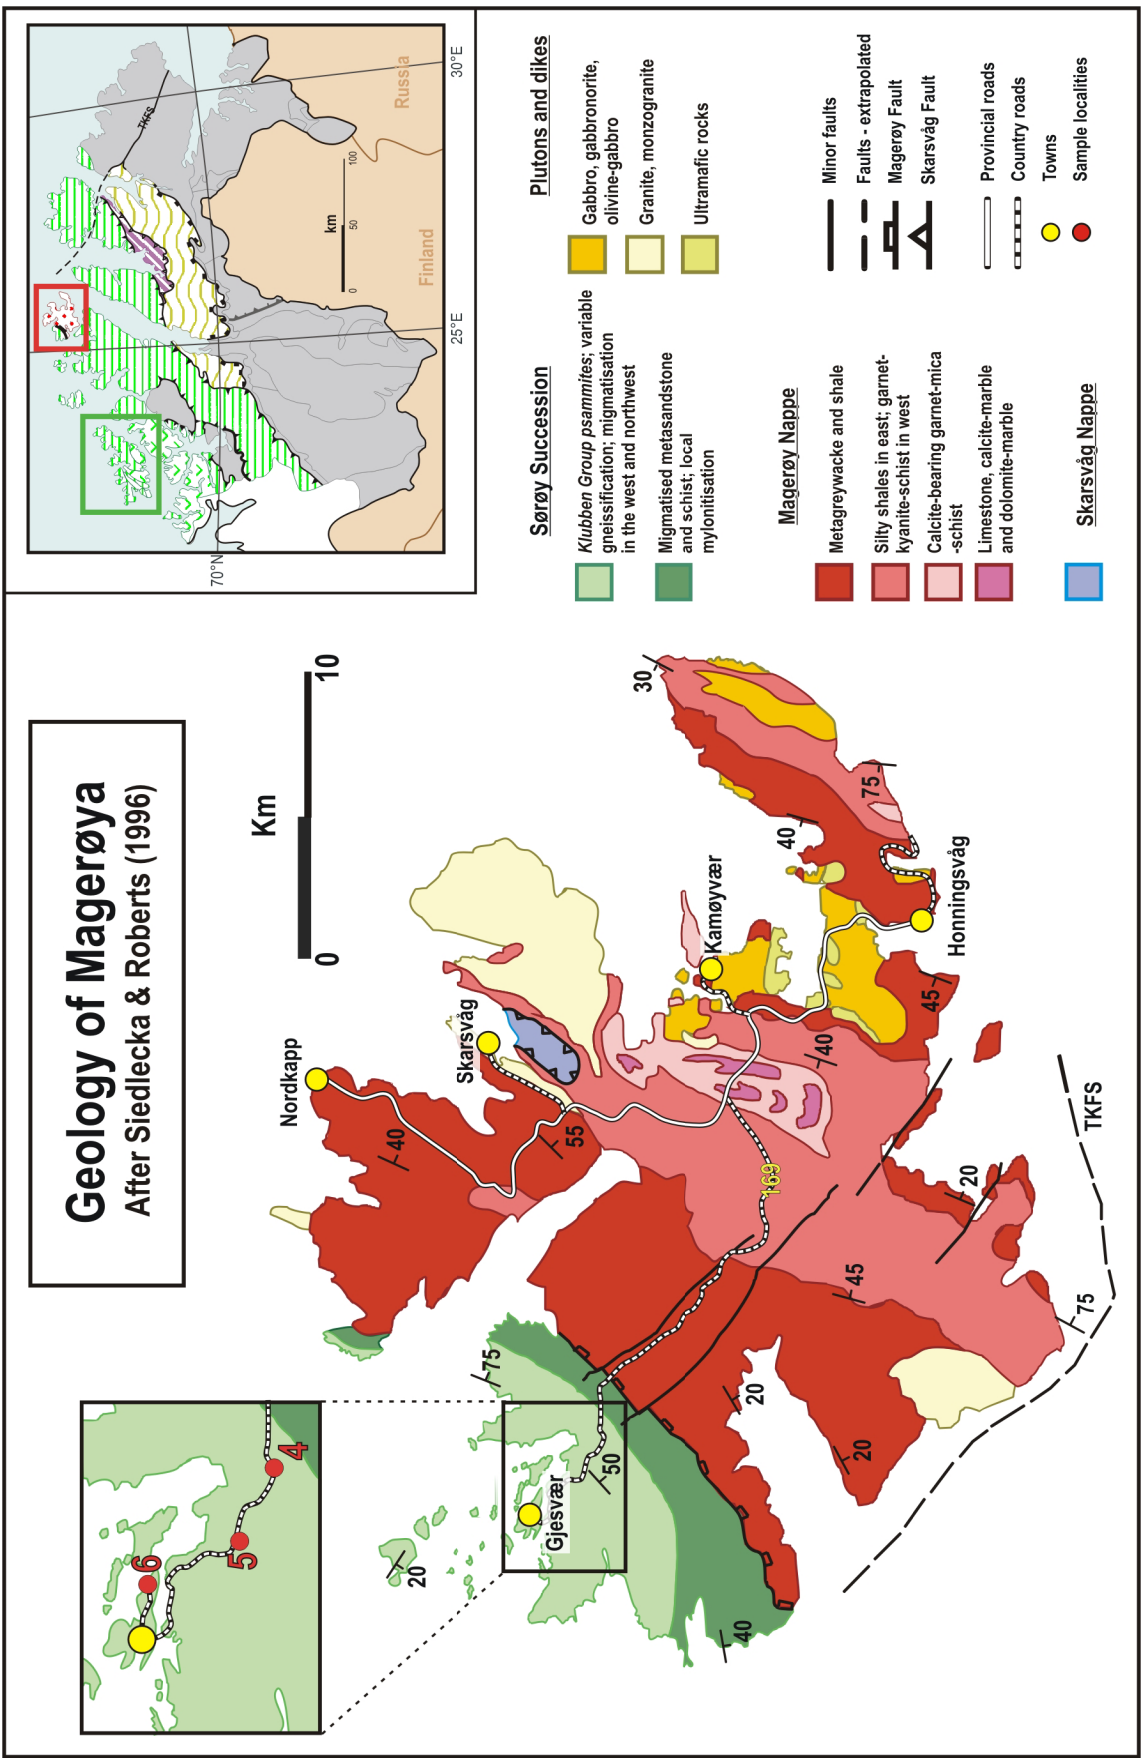 Geology of Magerøya
After Siedlecka & Roberts (1996)
Km
0
10
4
5
6
Nordkapp
Skarsvåg
Kamøyvær
Honningsvåg
Gjesvær
40
55
75
50
20
40
20
20
45
169
75
20
40
45
40
75
30
TKFS
70°N
25°E
30°E
TKFS
Finland
Russia
km
0
50
100
Sørøy Succession
Klubben Group psammites; variable
gneissification; migmatisation
in the west and northwest
Migmatised metasandstone
and schist; local
mylonitisation
Magerøy Nappe
Metagreywacke and shale
Silty shales in east; garnet-
kyanite-schist in west
Calcite-bearing garnet-mica
-schist
Limestone, calcite-marble
and dolomite-marble
Skarsvåg Nappe
Plutons and dikes
Gabbro, gabbronorite,
olivine-gabbro
Granite, monzogranite
Ultramafic rocks
Minor faults
Faults - extrapolated
Magerøy Fault
Skarsvåg Fault
Provincial roads
Country roads
Towns
Sample localities